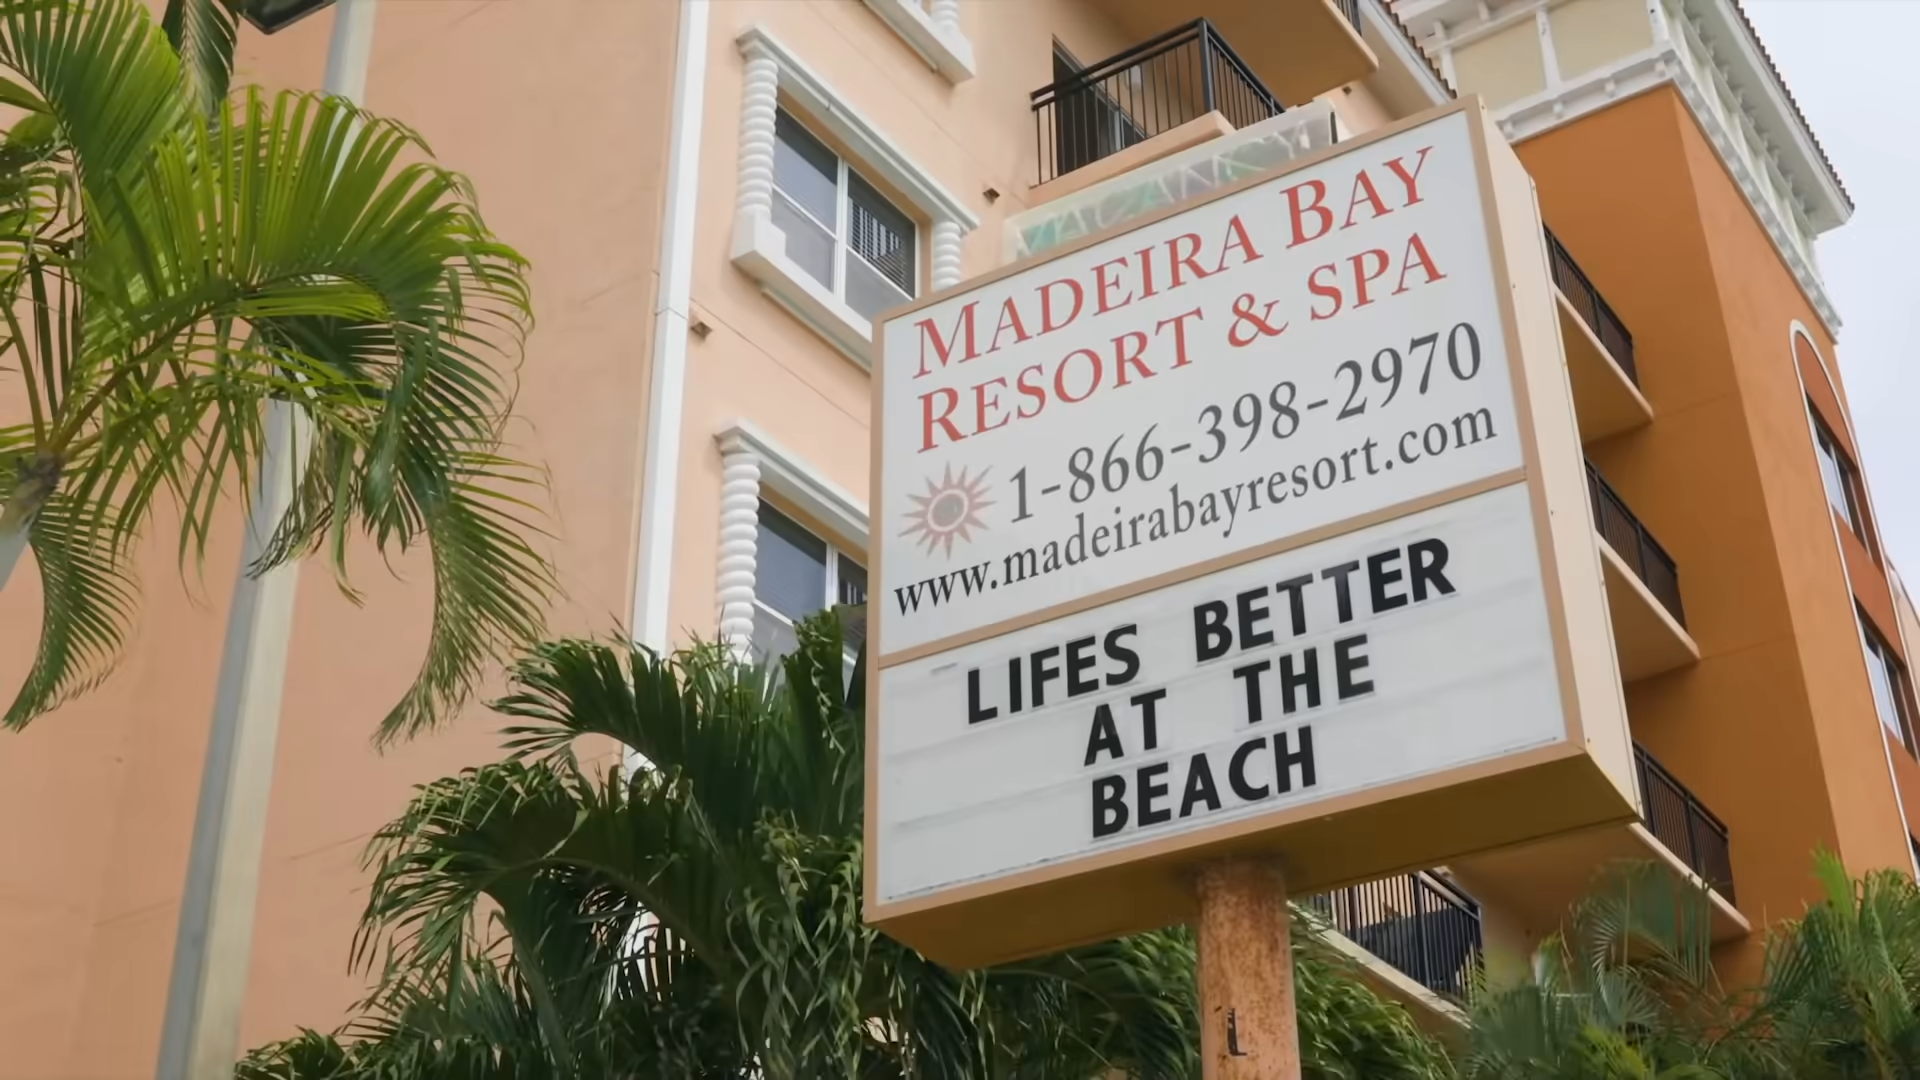 MADEIRA BAY
RESORT & SPA
1-866-398-2970
www.madeirabayresort.com
LIFES BETTER
AT THE
BEACH